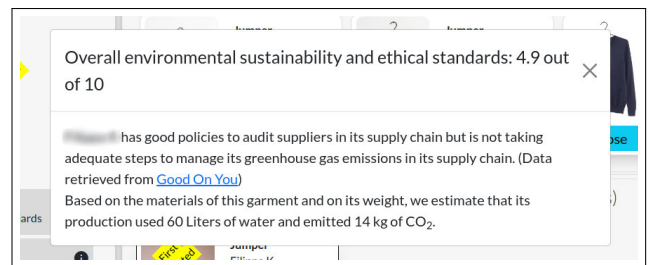 Jumper
Jumper
Overall environmental sustainability and ethical standards: 4.9 out
of 10
has good policies to audit suppliers in its supply chain but is not taking
adequate steps to manage its greenhouse gas emissions in its supply chain. (Data
retrieved from Good On You)
Based on the materials of this garment and on its weight, we estimate that its
production used 60 Liters of water and emitted 14 kg of CO₂.
ose
ards
First
Jumper